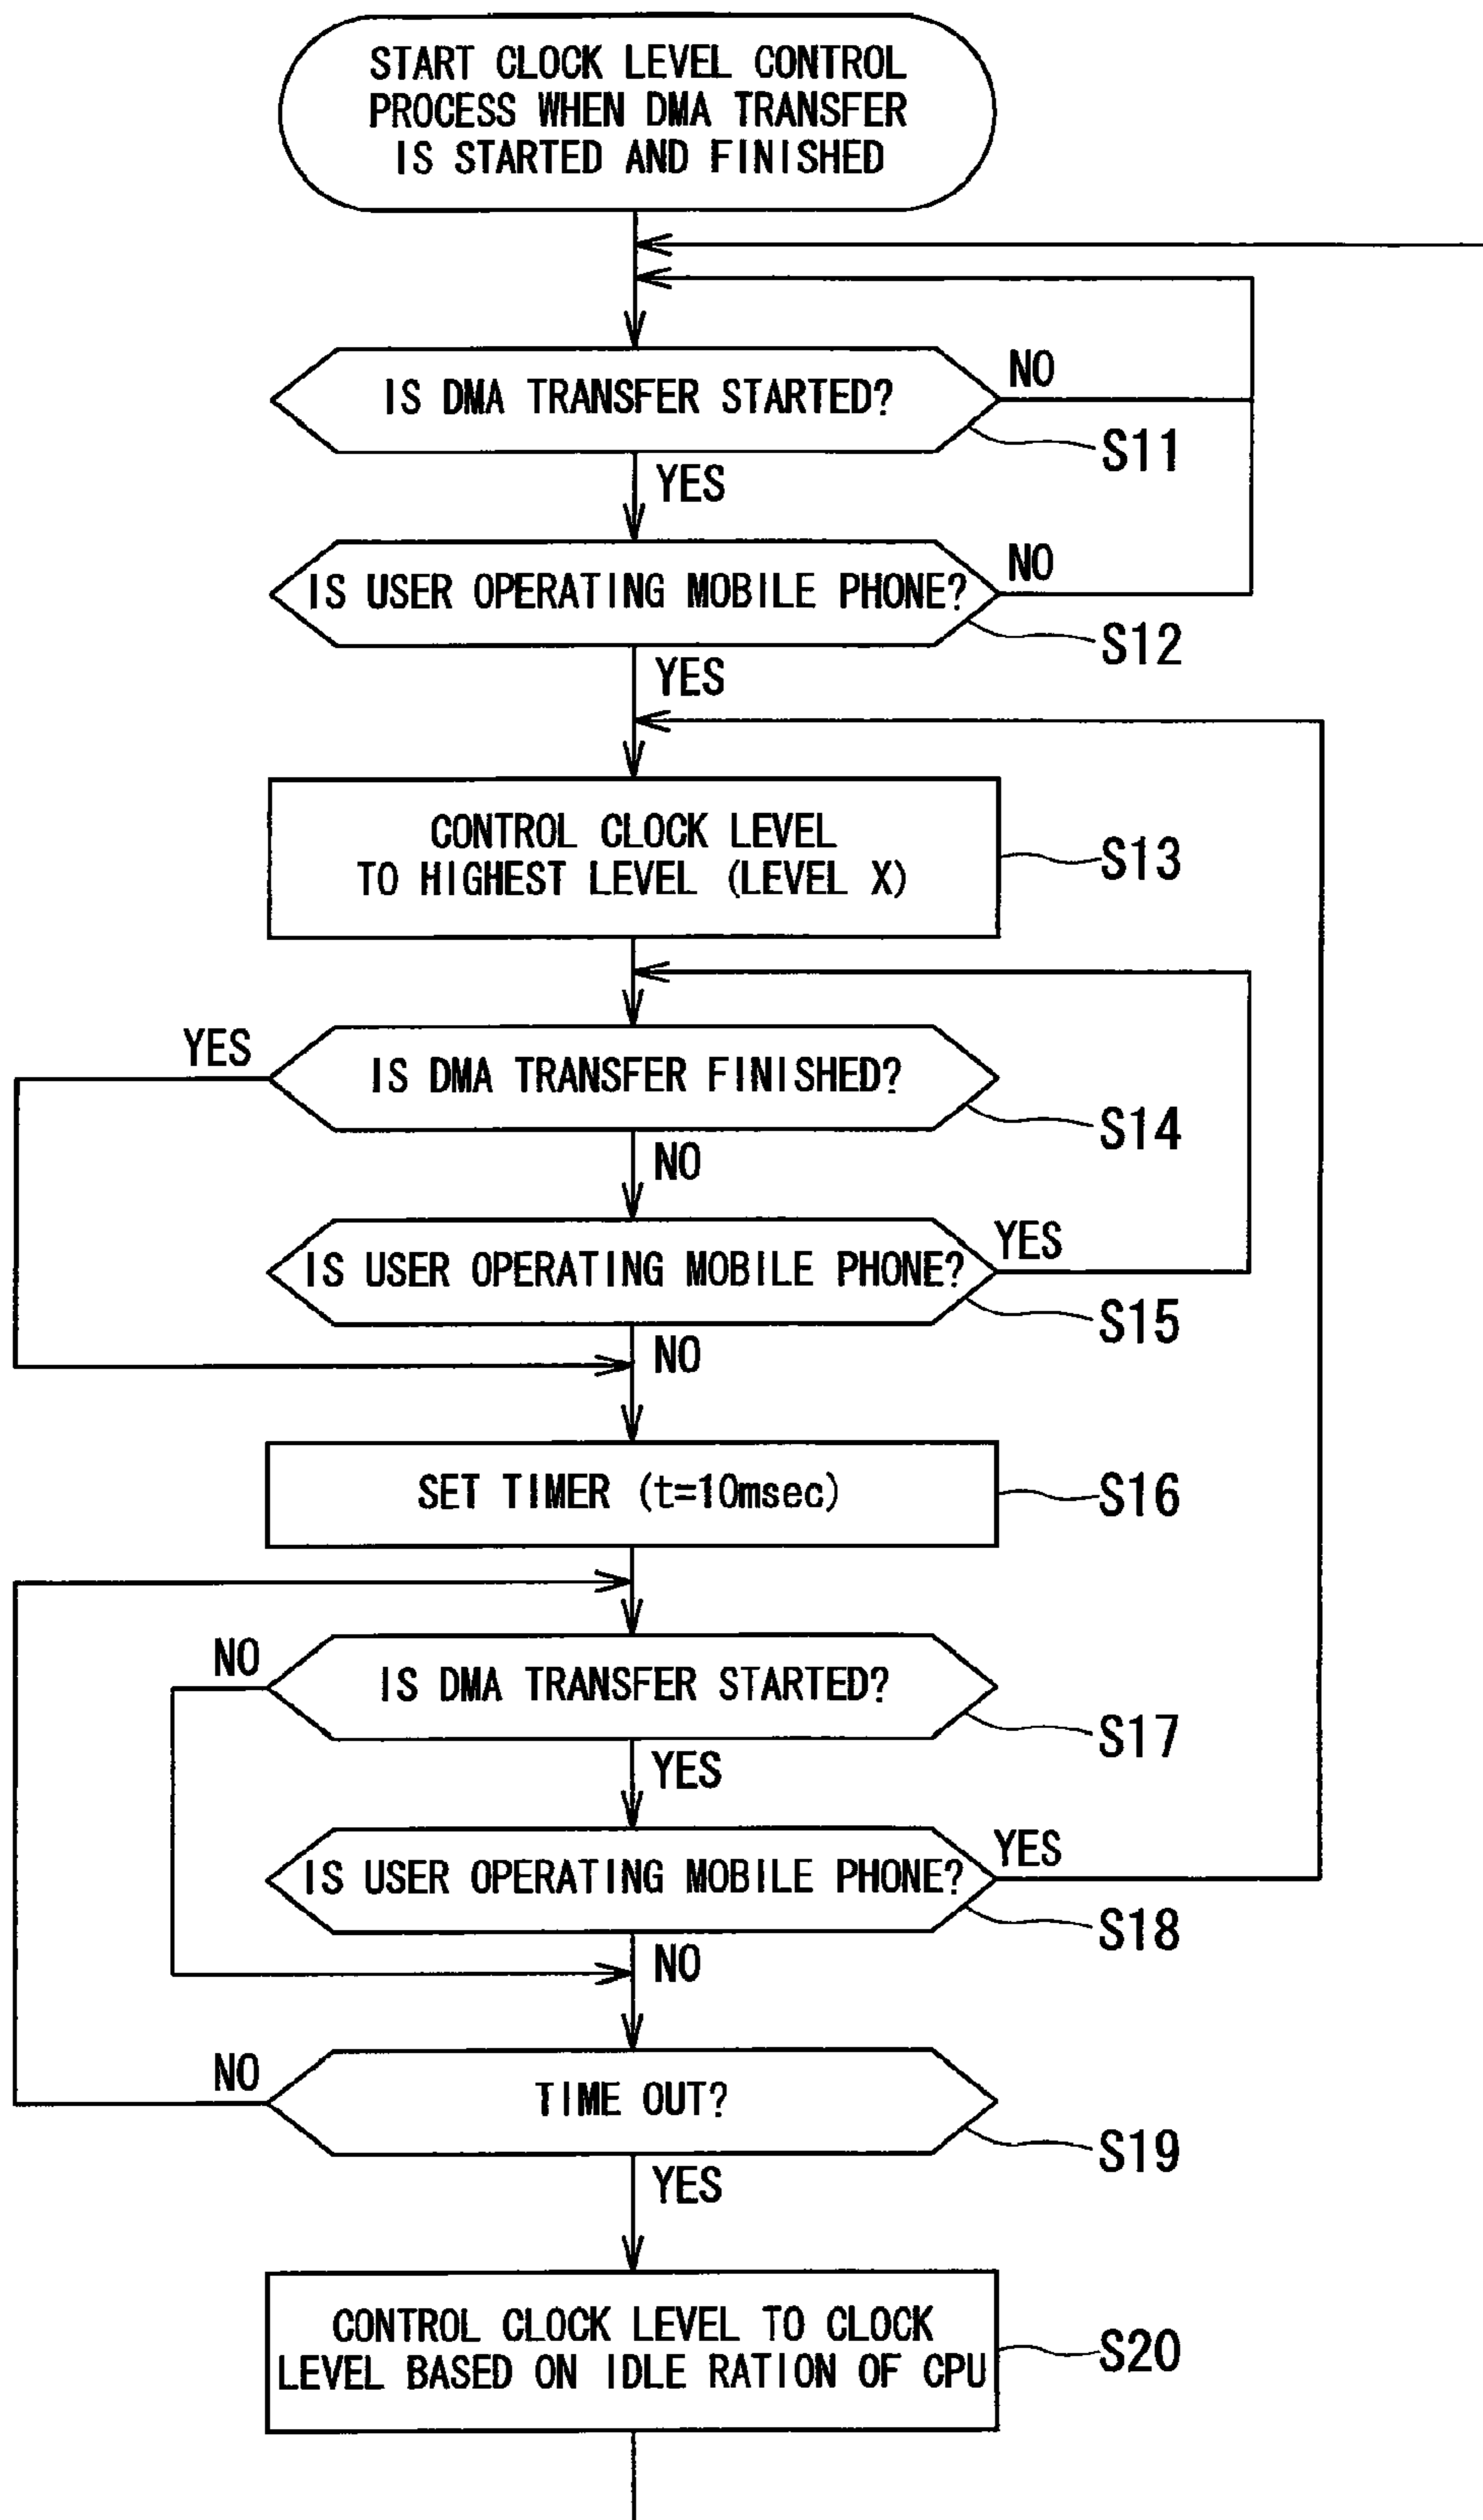 START CLOCK LEVEL CONTROL
PROCESS WHEN DMA TRANSFER
IS STARTED AND FINISHED
IS DMA TRANSFER STARTED?
NO
S11
YES
IS USER OPERATING MOBILE PHONE?
NO
S12
YES
CONTROL CLOCK LEVEL
TO HIGHEST LEVEL (LEVEL X)
S13
YES
IS DMA TRANSFER FINISHED?
S14
NO
IS USER OPERATING MOBILE PHONE?
YES
S15
NO
SET TIMER (t=10msec)
S16
NO
IS DMA TRANSFER STARTED?
S17
YES
IS USER OPERATING MOBILE PHONE?
YES
S18
NO
NO
TIME OUT?
S19
YES
CONTROL CLOCK LEVEL TO CLOCK
LEVEL BASED ON IDLE RATION OF CPU
S20